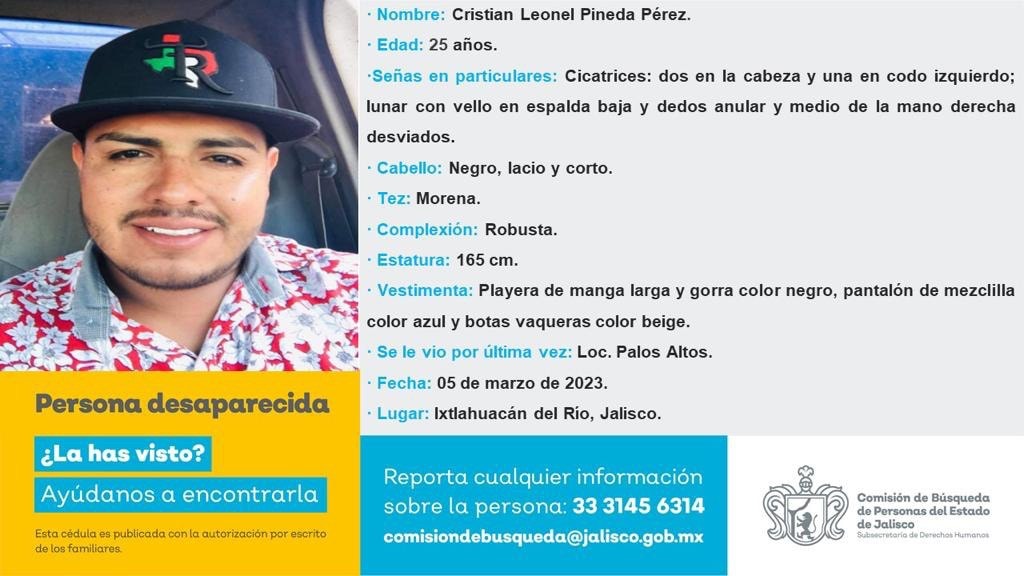 · Nombre: Cristian Leonel Pineda Pérez.
· Edad: 25 años.
·Señas en particulares: Cicatrices: dos en la cabeza y una en codo izquierdo;
lunar con vello en espalda baja y dedos anular y medio de la mano derecha
desviados.
· Cabello: Negro, lacio y corto.
· Tez: Morena.
· Complexión: Robusta.
· Estatura: 165 cm.
· Vestimenta: Playera de manga larga y gorra color negro, pantalón de mezclilla
color azul y botas vaqueras color beige.
· Se le vio por última vez: Loc. Palos Altos.
· Fecha: 05 de marzo de 2023.
· Lugar: Ixtlahuacán del Río, Jalisco.
Persona desaparecida
¿La has visto?
Ayúdanos a encontrarla
Esta cédula es publicada con la autorización por escrito
de los familiares.
Reporta cualquier información
sobre la persona: 33 3145 6314
comisiondebusqueda@jalisco.gob.mx
Comisión de Búsqueda
de Personas del Estado
de Jalisco
Subsecretaría de Derechos Humanos